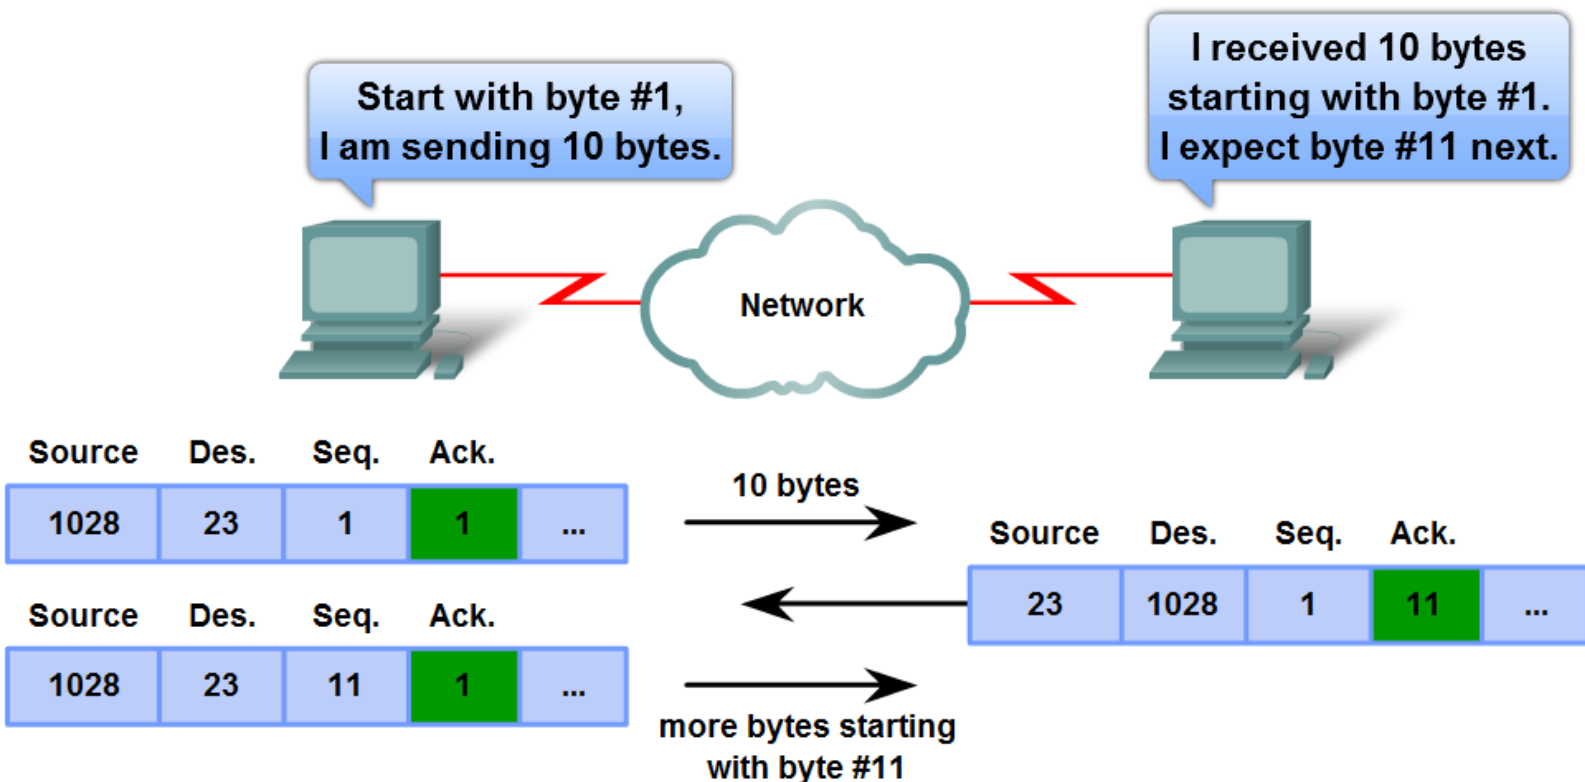 Start with byte #1,
I am sending 10 bytes.
I received 10 bytes
starting with byte #1.
I expect byte #11 next.
Network
Source Des. Seq. Ack.
1028 23 1 1 ...
10 bytes
Source Des. Seq. Ack.
23 1028 1 11 ...
Source Des. Seq. Ack.
1028 23 11 1 ...
more bytes starting
with byte #11